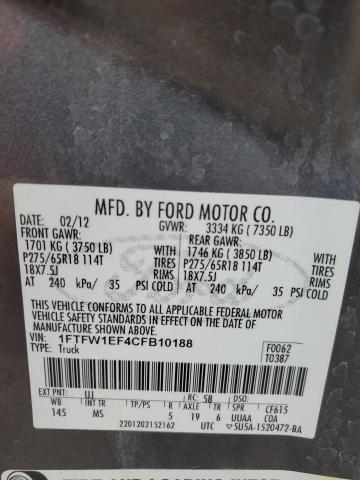 MFD. BY FORD MOTOR CO.
DATE: 02/12 GVWR: 3334 KG ( 7350 LB)
FRONT GAWR: REAR GAWR:
1701 KG ( 3750 LB) 1746 KG ( 3850 LB)
P275/65R18 114T TIRES P275/65R18 114T TIRES
18X7.5J RIMS 18X7.5J RIMS
AT 240 kPa/ 35 PSI COLD AT 240 kPa/ 35 PSI COLD
THIS VEHICLE CONFORMS TO ALL APPLICABLE FEDERAL MOTOR
VEHICLE SAFETY STANDARDS IN EFFECT ON THE DATE OF MANUFACTURE
SHOWN ABOVE.
VIN: 1FTFW1EF4CFB10188
TYPE: Truck
F0062
T0387
EXT PNT: UJ RC: 58 DSO:
WB INT TR TP/PS R AXLE TR SPR CF615
145 MS 5 19 6 UUAA COA
2201202152162 UTC ▽5U5A-1520472-BA